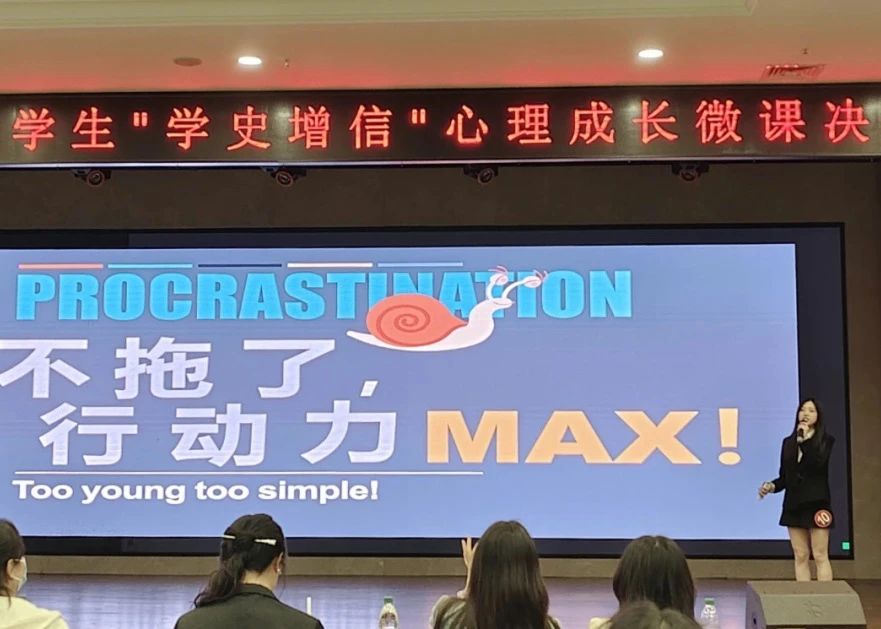 学生"学史增信"心理成长微课决
PROCRASTINATION
不拖了,
行动力MAX!
Too young too simple!
10